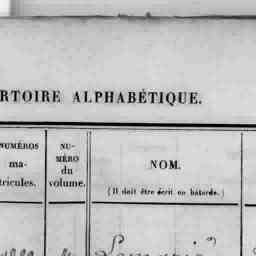 RTOIRE ALPHABÉTIQUE.
NUMÉROS
ma-
tricules.
NU-
MÉRO
du
volume.
NOM.
(Il doit être écrit en bâtarde.)